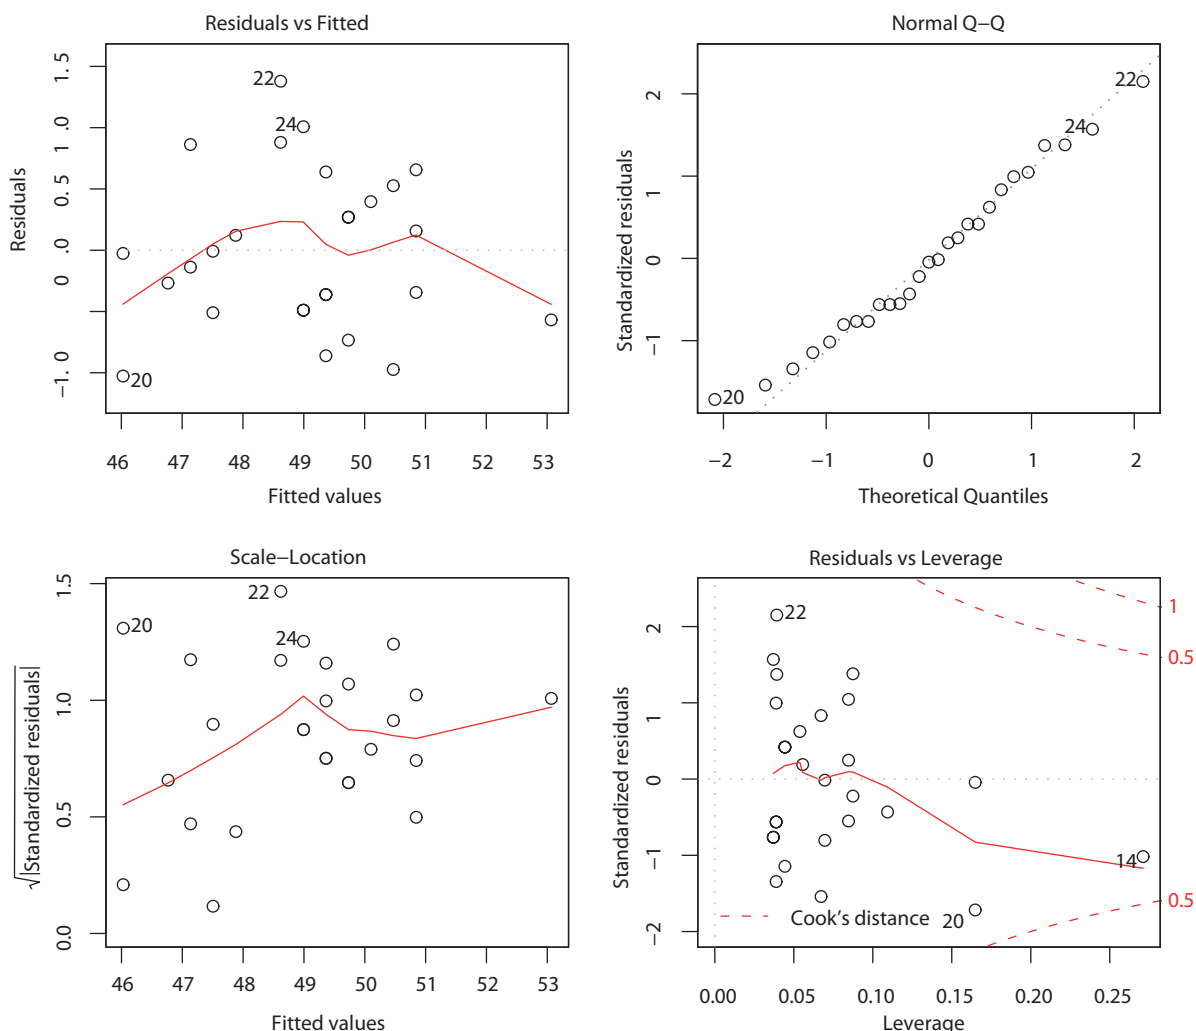 Residuals vs Fitted
Residuals
1.5
1 .0
0.5
.0
0
−1. 0
22
24
20
46 47 48 49 50 51 52 53
Fitted values
Normal Q−Q
Standardized residuals
2
1
0
−1
22
24
20
−2 −1 0 1 2
Theoretical Quantiles
Scale−Location
√|Standardized residuals|
1.5
1.0
0.5
0.0
22
20
24
46 47 48 49 50 51 52 53
Fitted values
Residuals vs Leverage
Standardized residuals
2
1
0
−1
−2
22
14
20
1
0.5
0.5
Cook's distance
0.00 0.05 0.10 0.15 0.20 0.25
Leverage